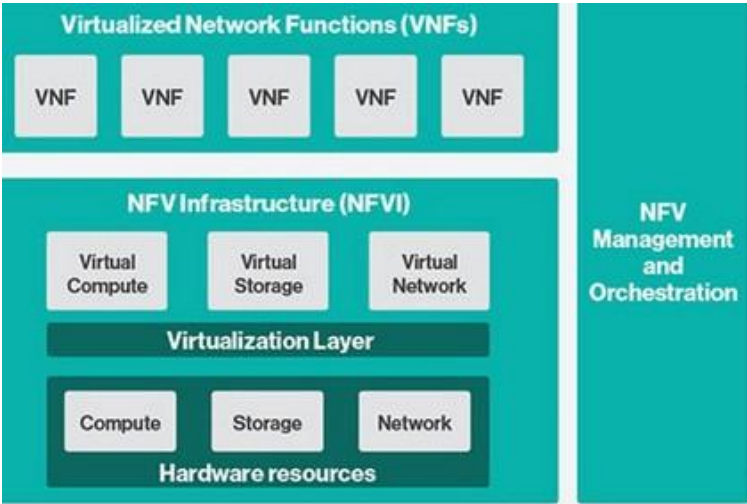 Virtualized Network Functions (VNFs)
VNF VNF VNF VNF VNF
NFV Infrastructure (NFVI)
Virtual Compute
Virtual Storage
Virtual Network
Virtualization Layer
Compute Storage Network
Hardware resources
NFV
Management
and
Orchestration